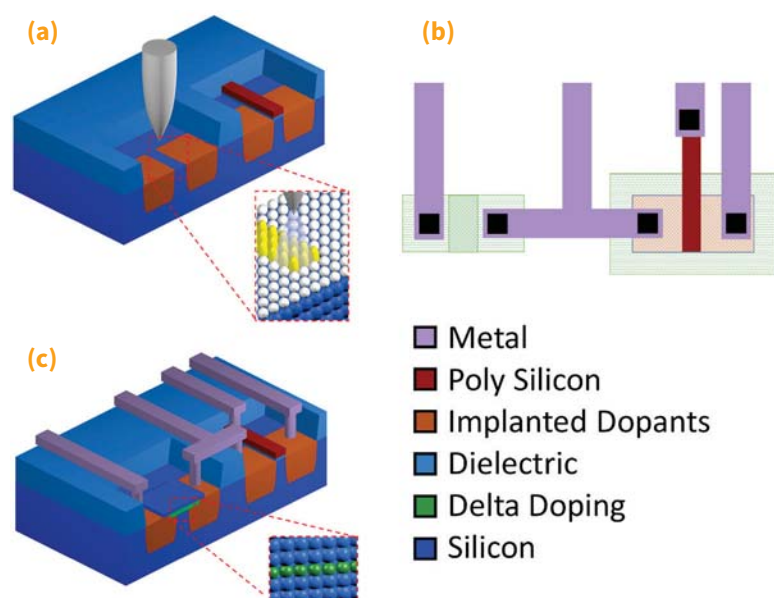 (a)
(b)
(c)
Metal
Poly Silicon
Implanted Dopants
Dielectric
Delta Doping
Silicon